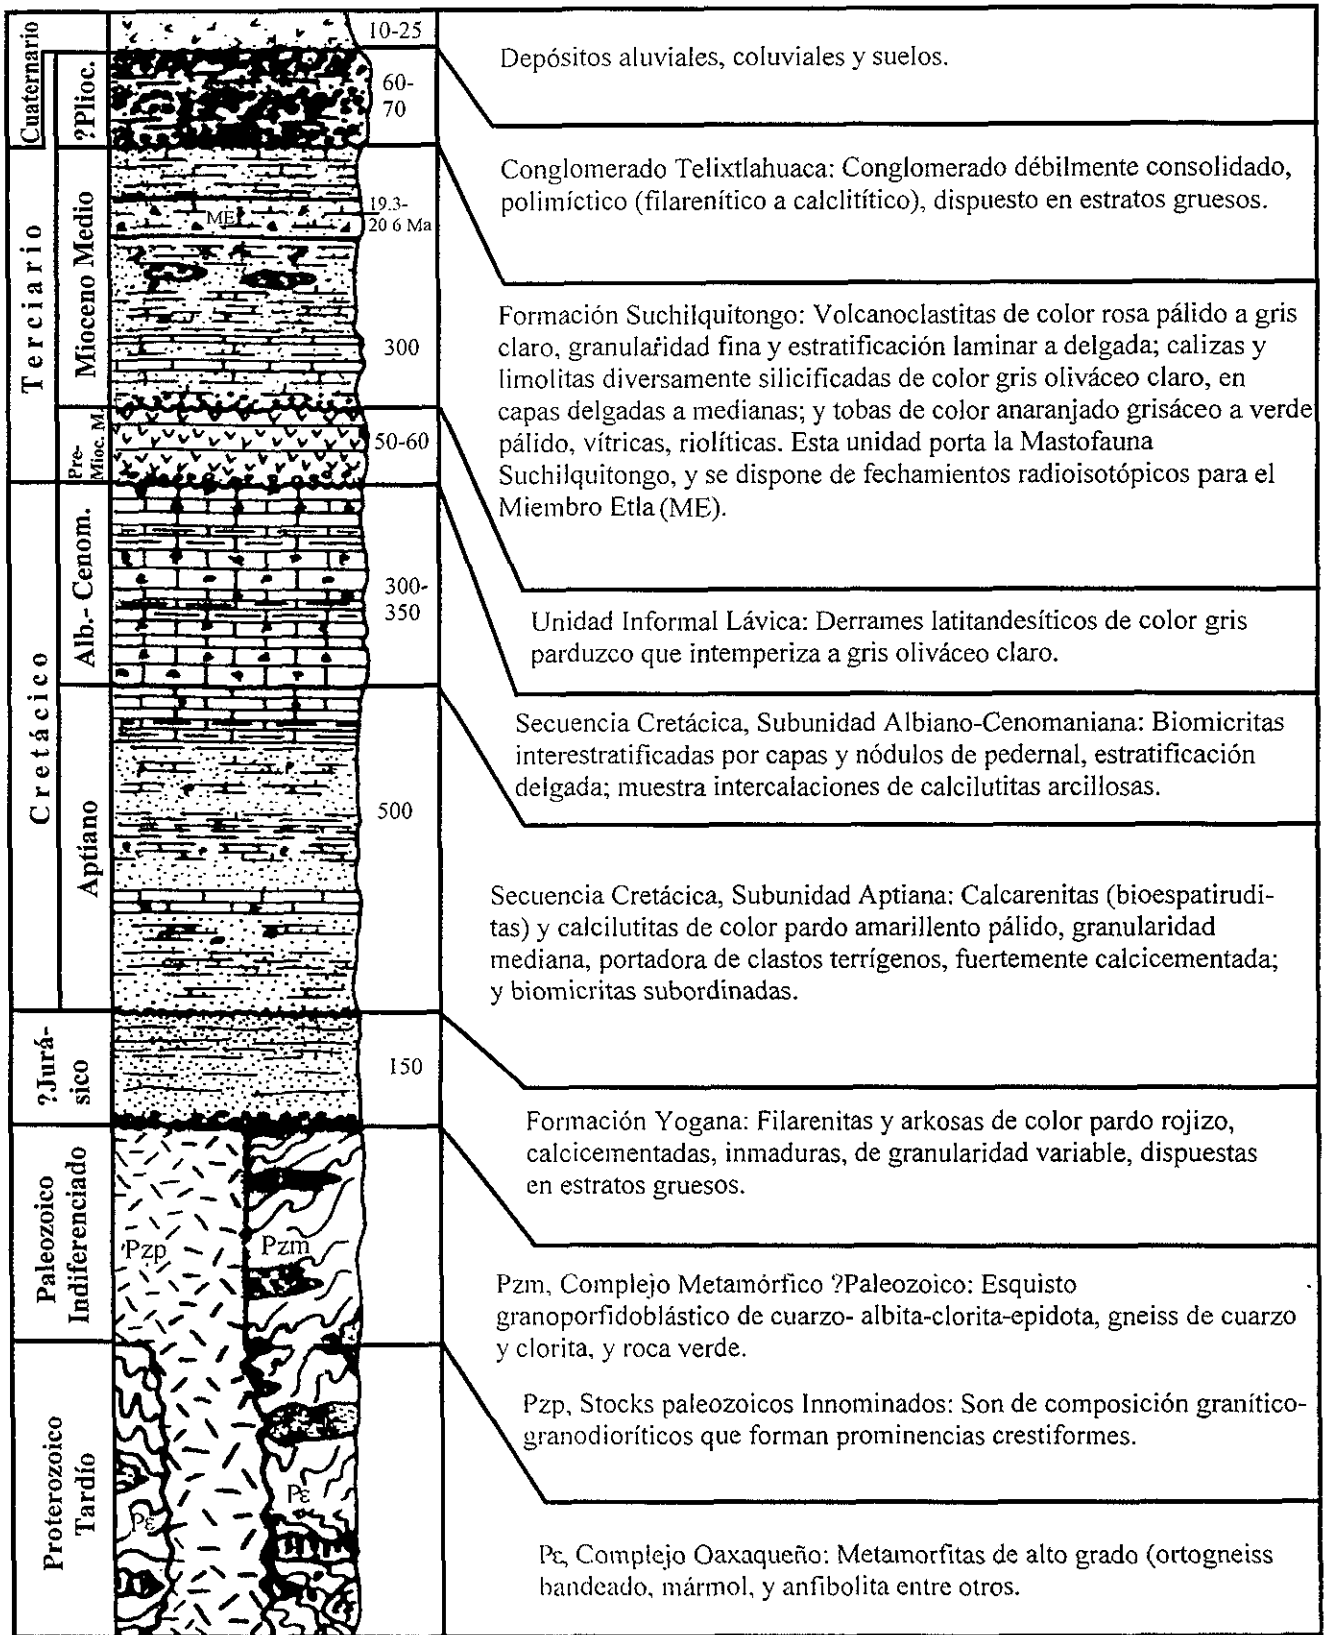 Cuaternario
?Plioc.
Terciario
Mioceno Medio
Pre-
Mioc. M.
Cretácico
Alb.- Cenom.
Aptiano
?Jurá-
sico
Paleozoico
Indiferenciado
Proterozoico
Tardío
10-25
60-
70
ME
19.3-
20 6 Ma
300
50-60
300-
350
500
150
Pzp
Pzm
Pε
Pε
Depósitos aluviales, coluviales y suelos.
Conglomerado Telixtlahuaca: Conglomerado débilmente consolidado,
polimíctico (filarenítico a calclitítico), dispuesto en estratos gruesos.
Formación Suchilquitongo: Volcanoclastitas de color rosa pálido a gris
claro, granularidad fina y estratificación laminar a delgada; calizas y
limolitas diversamente silicificadas de color gris oliváceo claro, en
capas delgadas a medianas; y tobas de color anaranjado grisáceo a verde
pálido, vítricas, riolíticas. Esta unidad porta la Mastofauna
Suchilquitongo, y se dispone de fechamientos radioisotópicos para el
Miembro Etla (ME).
Unidad Informal Lávica: Derrames latitandesíticos de color gris
parduzco que intemperiza a gris oliváceo claro.
Secuencia Cretácica, Subunidad Albiano-Cenomaniana: Biomicritas
interestratificadas por capas y nódulos de pedernal, estratificación
delgada; muestra intercalaciones de calcilutitas arcillosas.
Secuencia Cretácica, Subunidad Aptiana: Calcarenitas (bioespatirudi-
tas) y calcilutitas de color pardo amarillento pálido, granularidad
mediana, portadora de clastos terrígenos, fuertemente calcicementada;
y biomicritas subordinadas.
Formación Yogana: Filarenitas y arkosas de color pardo rojizo,
calcicementadas, inmaduras, de granularidad variable, dispuestas
en estratos gruesos.
Pzm, Complejo Metamórfico ?Paleozoico: Esquisto
granoporfidoblástico de cuarzo- albita-clorita-epidota, gneiss de cuarzo
y clorita, y roca verde.
Pzp, Stocks paleozoicos Innominados: Son de composición granítico-
granodioríticos que forman prominencias crestiformes.
Pε, Complejo Oaxaqueño: Metamorfitas de alto grado (ortogneiss
bandeado, mármol, y anfibolita entre otros.